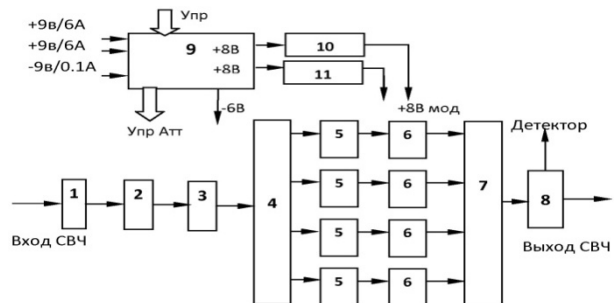 +9в/6А
+9в/6А
-9в/0.1А
Упр
9
+8В
+8В
10
11
Упр Атт
-6В
+8В мод
Детектор
1
2
3
4
5
6
5
6
5
6
5
6
7
8
Вход СВЧ
Выход СВЧ